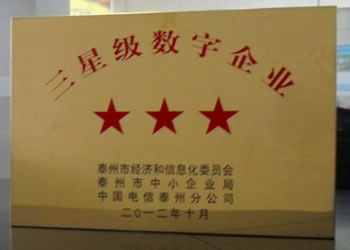 三星级数字企业
泰州市经济和信息化委员会
泰州市中小企业局
中国电信泰州分公司
二〇一二年十月